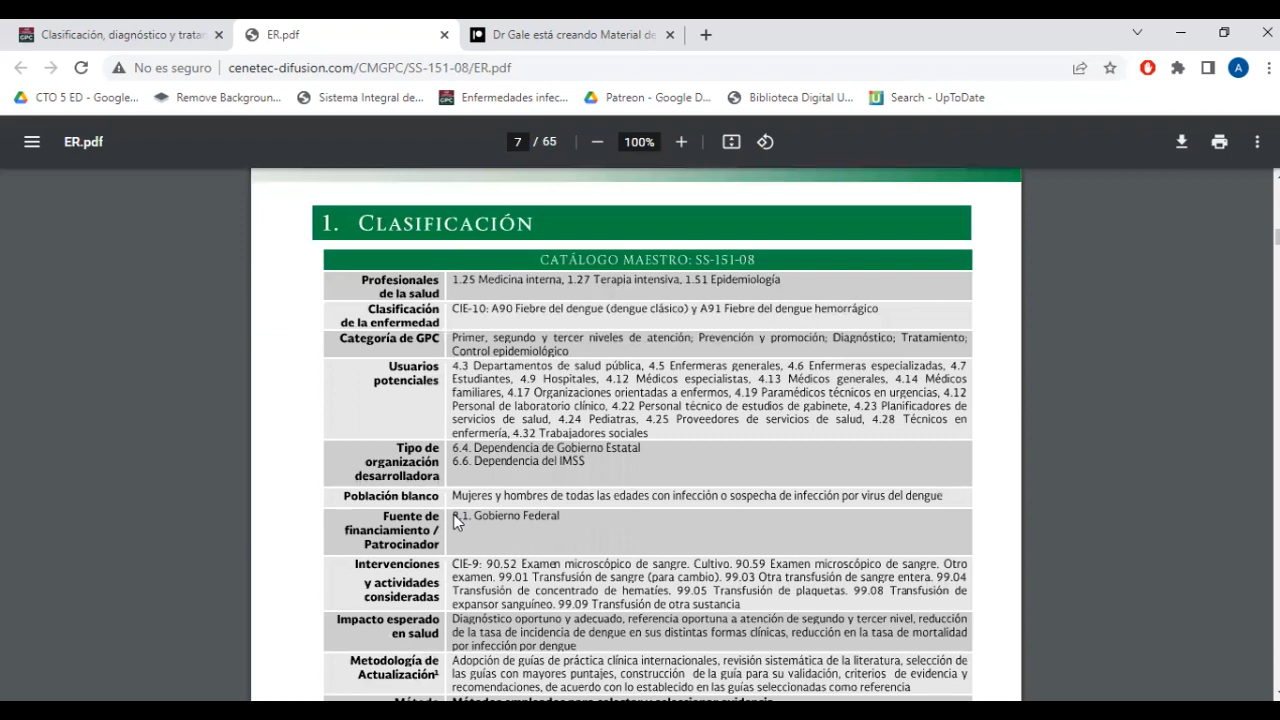 Clasificación, diagnóstico y trata
ER.pdf
Dr Gale está creando Material de
No es seguro
cenetec-difusion.com/CMGPC/SS-151-08/ER.pdf
A
CTO 5 ED - Google...
Remove Backgroun...
Sistema Integral de...
Enfermedades infec...
Patreon - Google D...
Biblioteca Digital U...
Search - UpToDate
ER.pdf
7 / 65
100%
1. CLASIFICACIÓN
CATÁLOGO MAESTRO: SS-151-08
Profesionales
de la salud
1.25 Medicina interna, 1.27 Terapia intensiva, 1.51 Epidemiología
Clasificación
de la enfermedad
CIE-10: A90 Fiebre del dengue (dengue clásico) y A91 Fiebre del dengue hemorrágico
Categoría de GPC
Primer, segundo y tercer niveles de atención; Prevención y promoción; Diagnóstico; Tratamiento;
Control epidemiológico
Usuarios
potenciales
4.3 Departamentos de salud pública, 4.5 Enfermeras generales, 4.6 Enfermeras especializadas, 4.7
Estudiantes, 4.9 Hospitales, 4.12 Médicos especialistas, 4.13 Médicos generales, 4.14 Médicos
familiares, 4.17 Organizaciones orientadas a enfermos, 4.19 Paramédicos técnicos en urgencias, 4.12
Personal de laboratorio clínico, 4.22 Personal técnico de estudios de gabinete, 4.23 Planificadores de
servicios de salud, 4.24 Pediatras, 4.25 Proveedores de servicios de salud, 4.28 Técnicos en
enfermería, 4.32 Trabajadores sociales
Tipo de
organización
desarrolladora
6.4. Dependencia de Gobierno Estatal
6.6. Dependencia del IMSS
Población blanco
Mujeres y hombres de todas las edades con infección o sospecha de infección por virus del dengue
Fuente de
financiamiento /
Patrocinador
8.1. Gobierno Federal
Intervenciones
y actividades
consideradas
CIE-9: 90.52 Examen microscópico de sangre. Cultivo. 90.59 Examen microscópico de sangre. Otro
examen. 99.01 Transfusión de sangre (para cambio). 99.03 Otra transfusión de sangre entera. 99.04
Transfusión de concentrado de hematíes. 99.05 Transfusión de plaquetas. 99.08 Transfusión de
expansor sanguíneo. 99.09 Transfusión de otra sustancia
Impacto esperado
en salud
Diagnóstico oportuno y adecuado, referencia oportuna a atención de segundo y tercer nivel, reducción
de la tasa de incidencia de dengue en sus distintas formas clínicas, reducción en la tasa de mortalidad
por infección por dengue
Metodología de
Actualización¹
Adopción de guías de práctica clínica internacionales, revisión sistemática de la literatura, selección de
las guías con mayores puntajes, construcción de la guía para su validación, criterios de evidencia y
recomendaciones, de acuerdo con lo establecido en las guías seleccionadas como referencia
Método
Métodos empleados para colectar y seleccionar evidencia